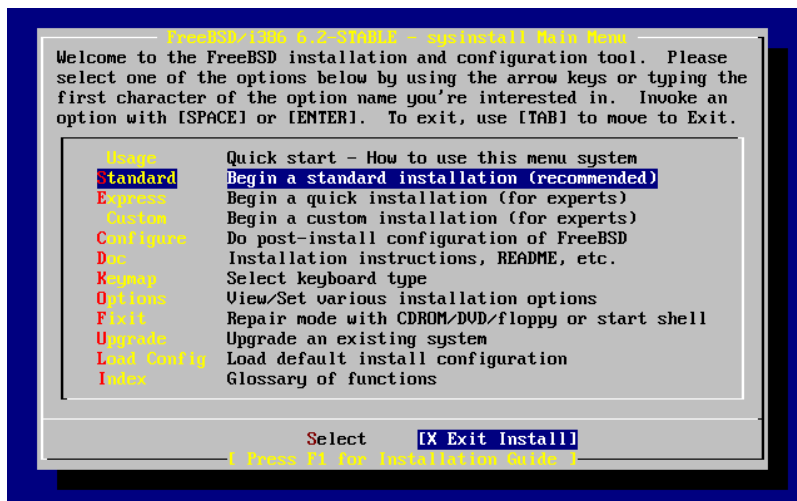 FreeBSD/i386 6.2-STABLE - sysinstall Main Menu
Welcome to the FreeBSD installation and configuration tool.  Please
select one of the options below by using the arrow keys or typing the
first character of the option name you're interested in.  Invoke an
option with [SPACE] or [ENTER].  To exit, use [TAB] to move to Exit.
Usage Quick start - How to use this menu system
Standard Begin a standard installation (recommended)
Express Begin a quick installation (for experts)
Custom Begin a custom installation (for experts)
Configure Do post-install configuration of FreeBSD
Doc Installation instructions, README, etc.
Keymap Select keyboard type
Options View/Set various installation options
Fixit Repair mode with CDROM/DVD/floppy or start shell
Upgrade Upgrade an existing system
Load Config Load default install configuration
Index Glossary of functions
Select [X Exit Install]
[ Press F1 for Installation Guide ]